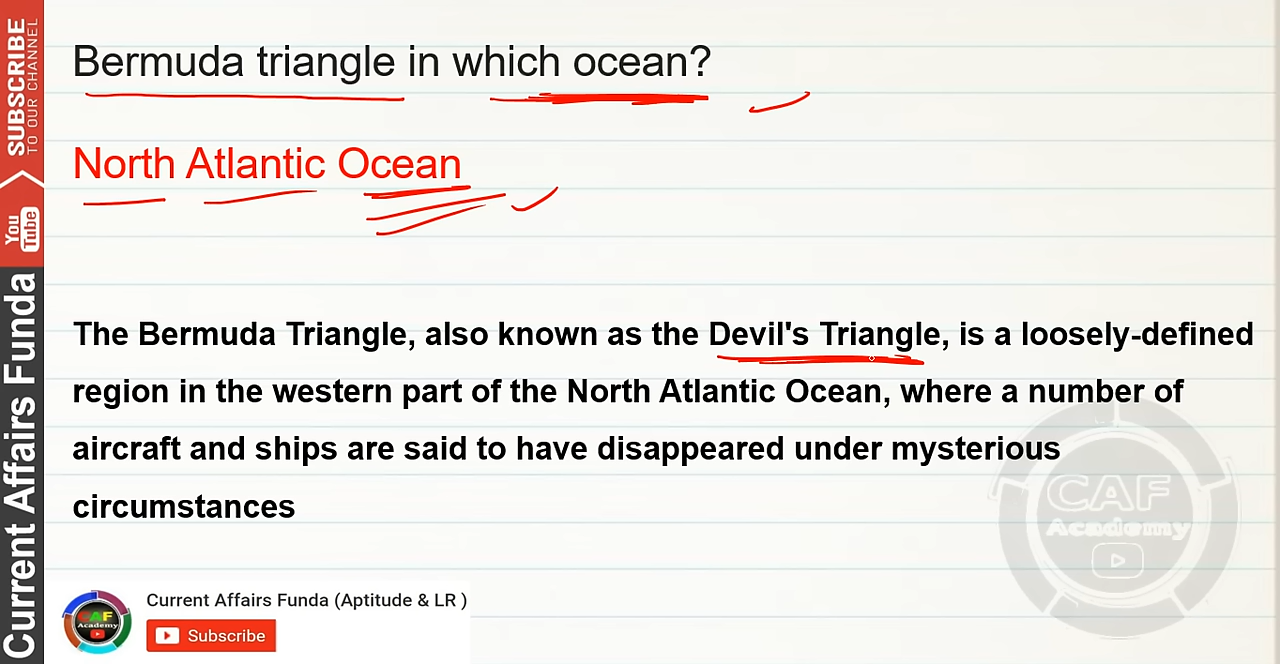 Bermuda triangle in which ocean?
North Atlantic Ocean
The Bermuda Triangle, also known as the Devil's Triangle, is a loosely-defined
region in the western part of the North Atlantic Ocean, where a number of
aircraft and ships are said to have disappeared under mysterious
circumstances
SUBSCRIBE
TO OUR CHANNEL
You
Tube
Current Affairs Funda
CAF
Academy
CAF
Academy
Current Affairs Funda (Aptitude & LR )
Subscribe